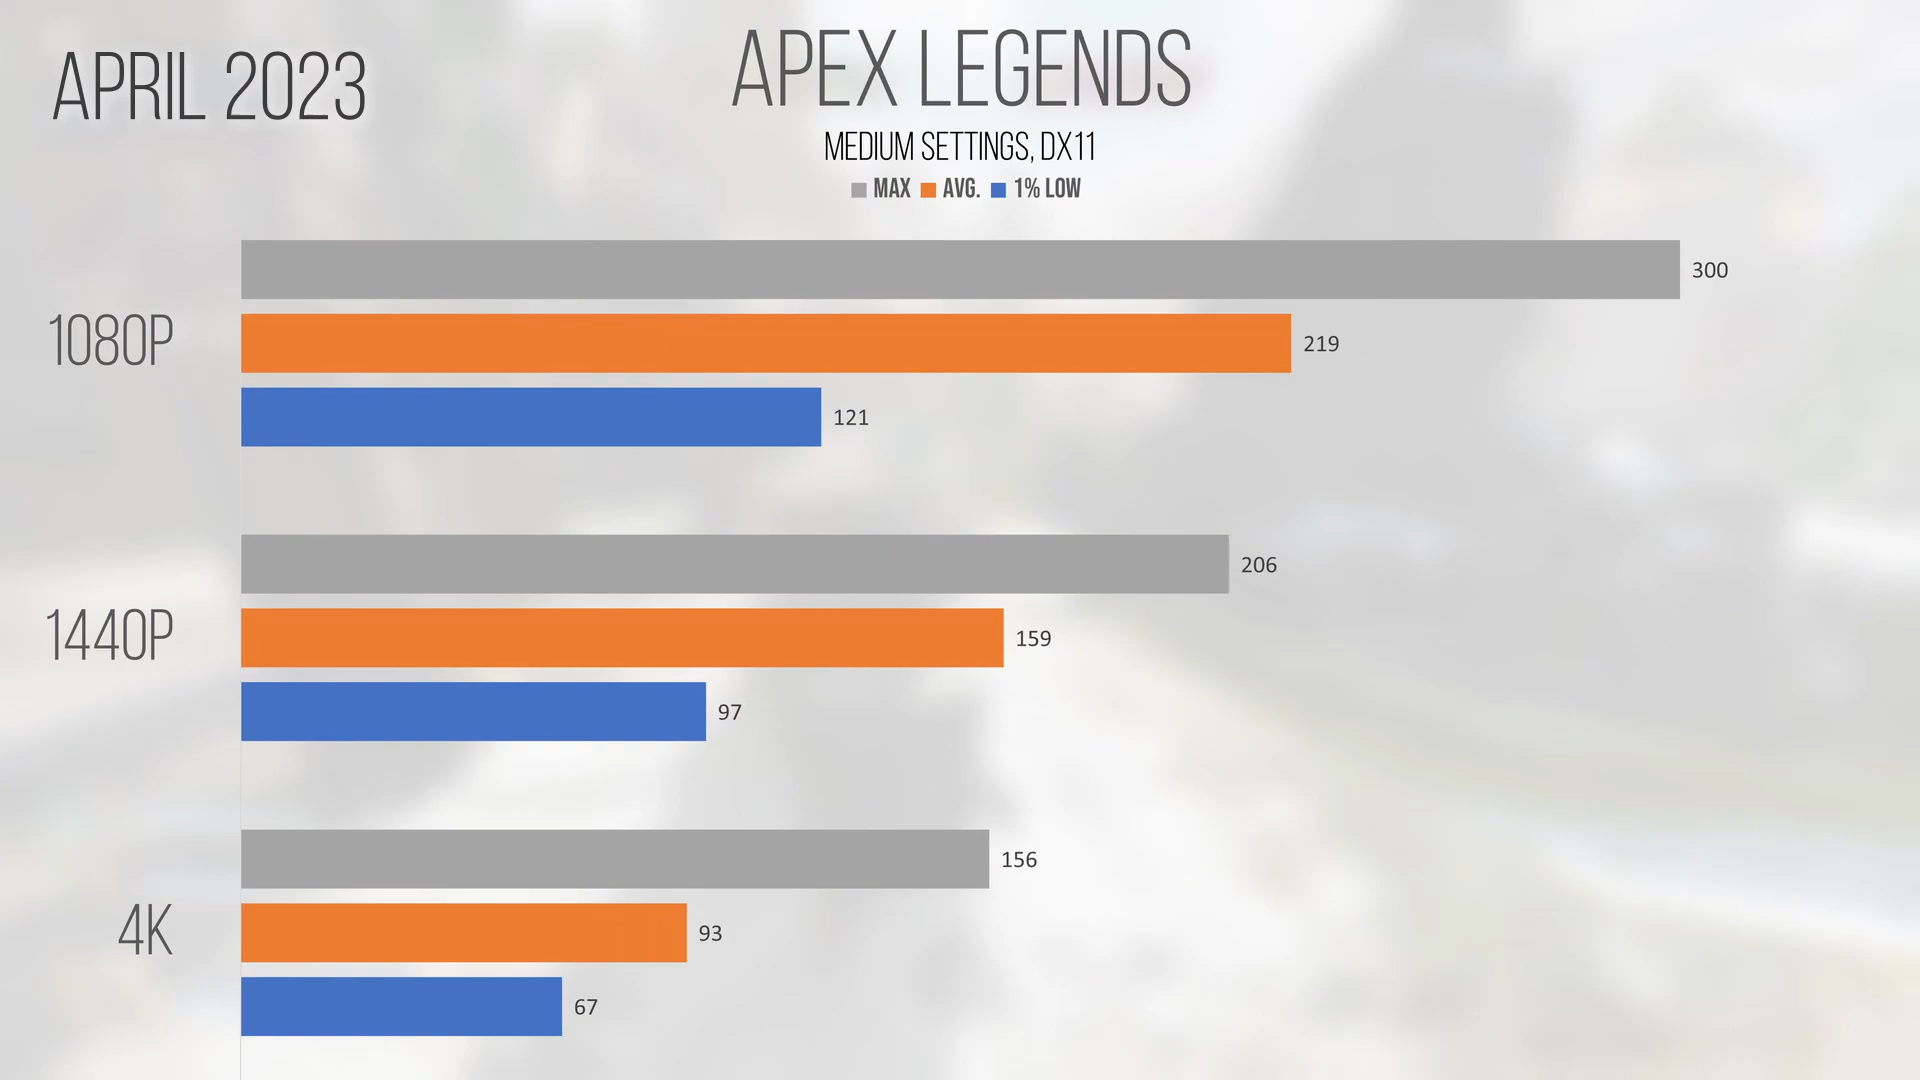 APRIL 2023
APEX LEGENDS
MEDIUM SETTINGS, DX11
MAX AVG. 1% LOW
300
1080P 219
121
206
1440P 159
97
156
4K 93
67